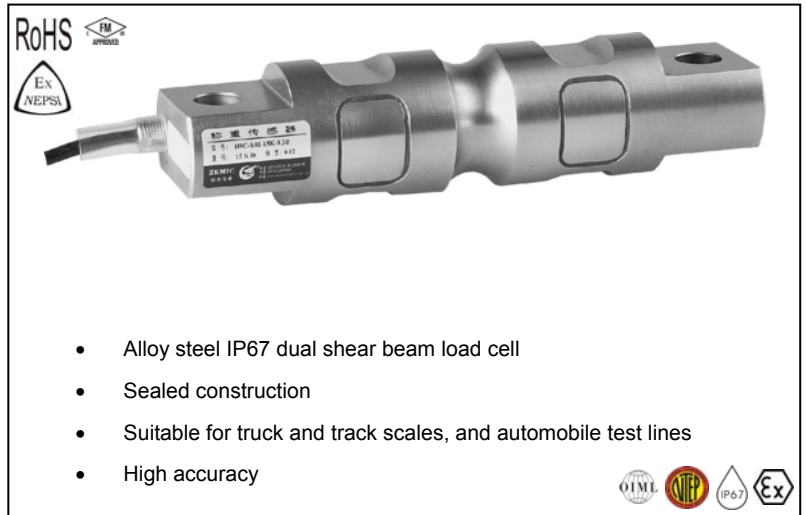 RoHS
FM
APPROVED
Ex
NEPSI
称重传感器
ZEMIC
• Alloy steel IP67 dual shear beam load cell
• Sealed construction
• Suitable for truck and track scales, and automobile test lines
• High accuracy
OIML
NTEP
IP67
Ex